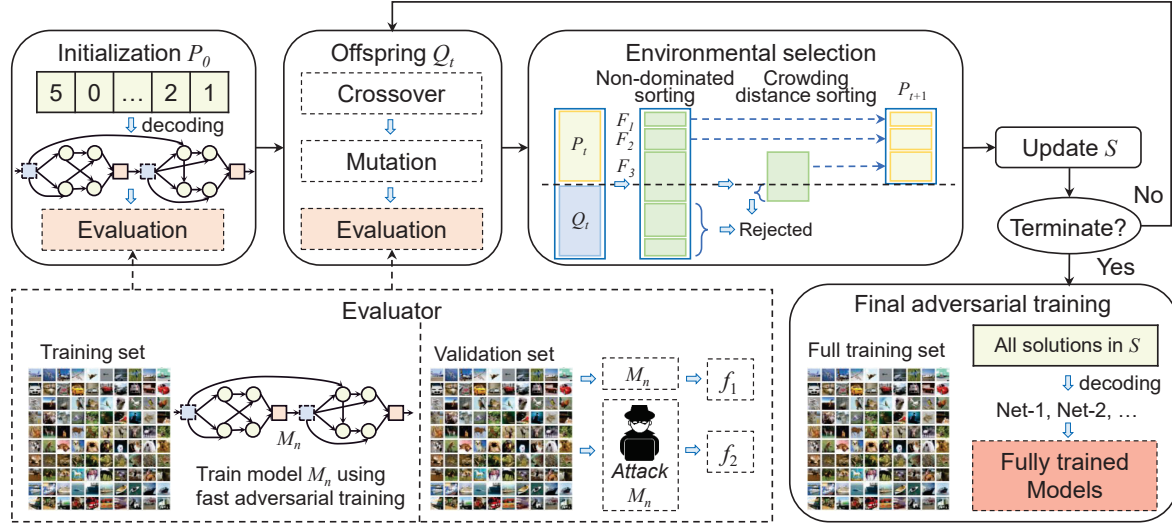 Initialization P0
5 0 ... 2 1
decoding
Evaluation
Offspring Qt
Crossover
Mutation
Evaluation
Environmental selection
Non-dominated
sorting
Crowding
distance sorting
Pt+1
Pt
Qt
F1
F2
F3
Rejected
Update S
Terminate?
No
Yes
Evaluator
Training set
Mn
Train model Mn using
fast adversarial training
Validation set
Mn
f1
Attack
Mn
f2
Final adversarial training
Full training set
All solutions in S
decoding
Net-1, Net-2, ...
Fully trained
Models